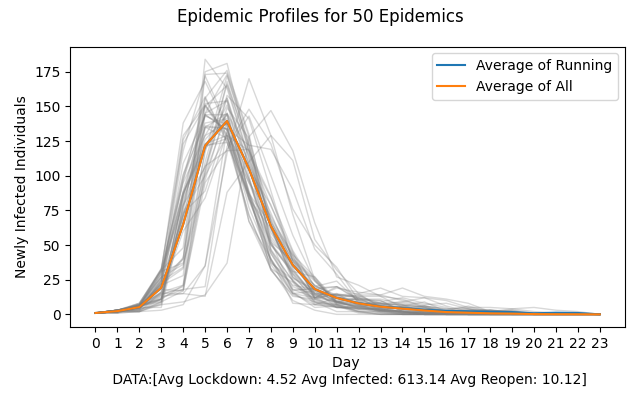 Epidemic Profiles for 50 Epidemics
Average of Running
Average of All
Newly Infected Individuals
175
150
125
100
75
50
25
0
0 1 2 3 4 5 6 7 8 9 10 11 12 13 14 15 16 17 18 19 20 21 22 23
Day
DATA:[Avg Lockdown: 4.52 Avg Infected: 613.14 Avg Reopen: 10.12]